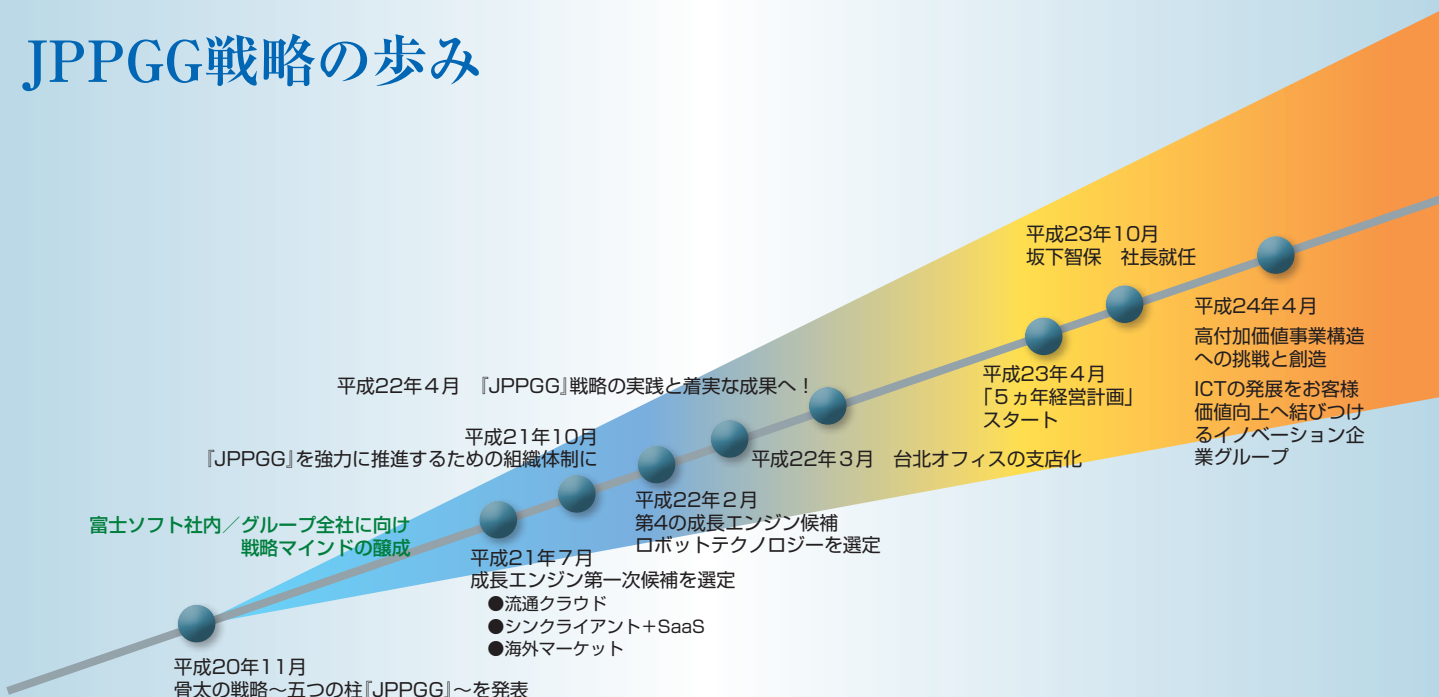 JPPGG戦略の歩み
平成23年10月
坂下智保　社長就任
平成24年4月
高付加価値事業構造
への挑戦と創造
ICTの発展をお客様
価値向上へ結びつけ
るイノベーション企
業グループ
平成23年4月
「5ヵ年経営計画」
スタート
平成22年4月　『JPPGG』戦略の実践と着実な成果へ！
平成21年10月
『JPPGG』を強力に推進するための組織体制に
平成22年3月　台北オフィスの支店化
平成22年2月
第4の成長エンジン候補
ロボットテクノロジーを選定
富士ソフト社内／グループ全社に向け
戦略マインドの醸成
平成21年7月
成長エンジン第一次候補を選定
●流通クラウド
●シンクライアント＋SaaS
●海外マーケット
平成20年11月
骨太の戦略～五つの柱『JPPGG』～を発表